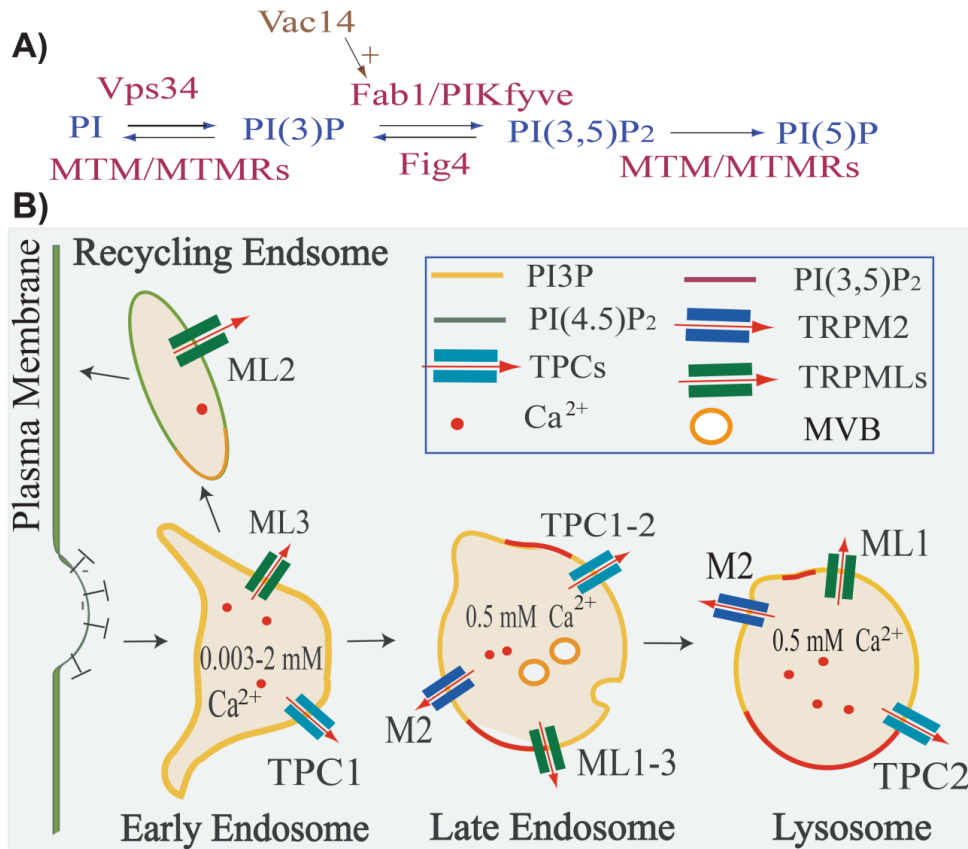 A)
Vac14
+
Vps34
Fab1/PIKfyve
PI
PI(3)P
PI(3,5)P₂
PI(5)P
MTM/MTMRs
Fig4
MTM/MTMRs
B)
Plasma Membrane
Recycling Endsome
ML2
PI3P
PI(3,5)P₂
PI(4.5)P₂
TRPM2
TPCs
TRPMLs
Ca²⁺
MVB
ML3
0.003-2 mM
Ca²⁺
TPC1
Early Endosome
TPC1-2
0.5 mM Ca²⁺
M2
ML1-3
Late Endosome
M2
ML1
0.5 mM Ca²⁺
TPC2
Lysosome